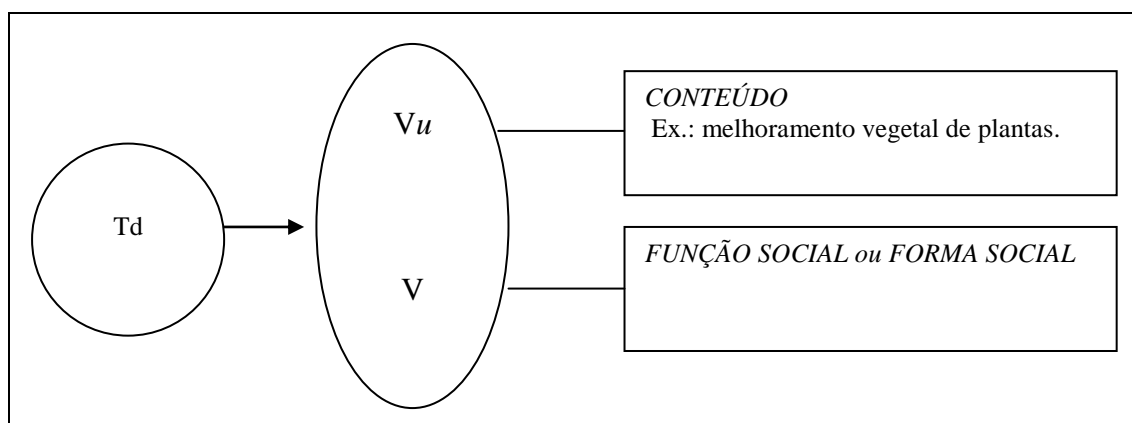 Td
Vu
V
CONTEÚDO
Ex.: melhoramento vegetal de plantas.
FUNÇÃO SOCIAL ou FORMA SOCIAL